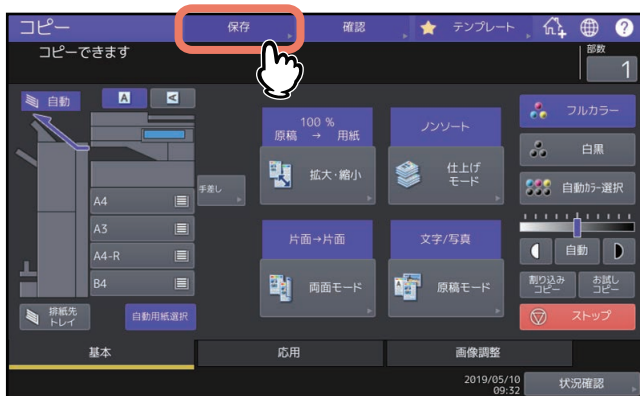 コピー
保存
確認
テンプレート
?
コピーできます
部数
1
自動
A
A
A4
A3
A4-R
B4
手差し
排紙先
トレイ
自動用紙選択
100 %
原稿 → 用紙
拡大・縮小
ノンソート
仕上げ
モード
片面→片面
両面モード
文字/写真
原稿モード
フルカラー
白黒
自動カラー選択
自動
割り込み
コピー
お試し
コピー
ストップ
基本
応用
画像調整
2019/05/10
09:32
状況確認